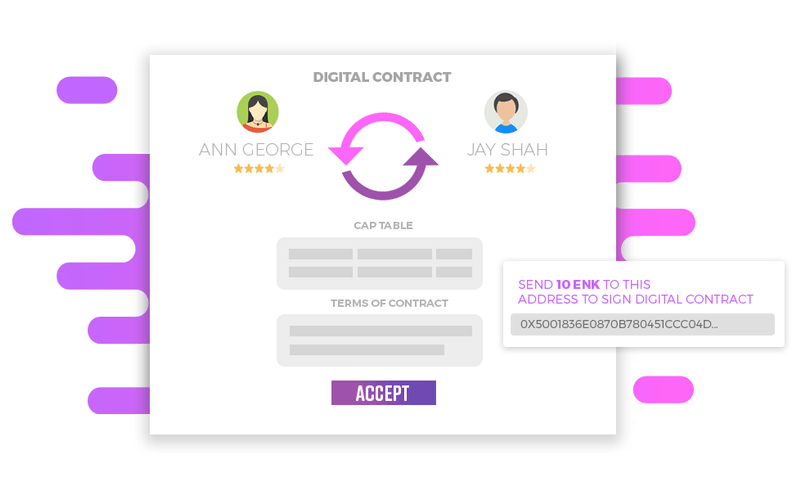 DIGITAL CONTRACT
ANN GEORGE
JAY SHAH
CAP TABLE
SEND 10 ENK TO THIS
ADDRESS TO SIGN DIGITAL CONTRACT
0X5001836E0870B780451CCC04D...
TERMS OF CONTRACT
ACCEPT